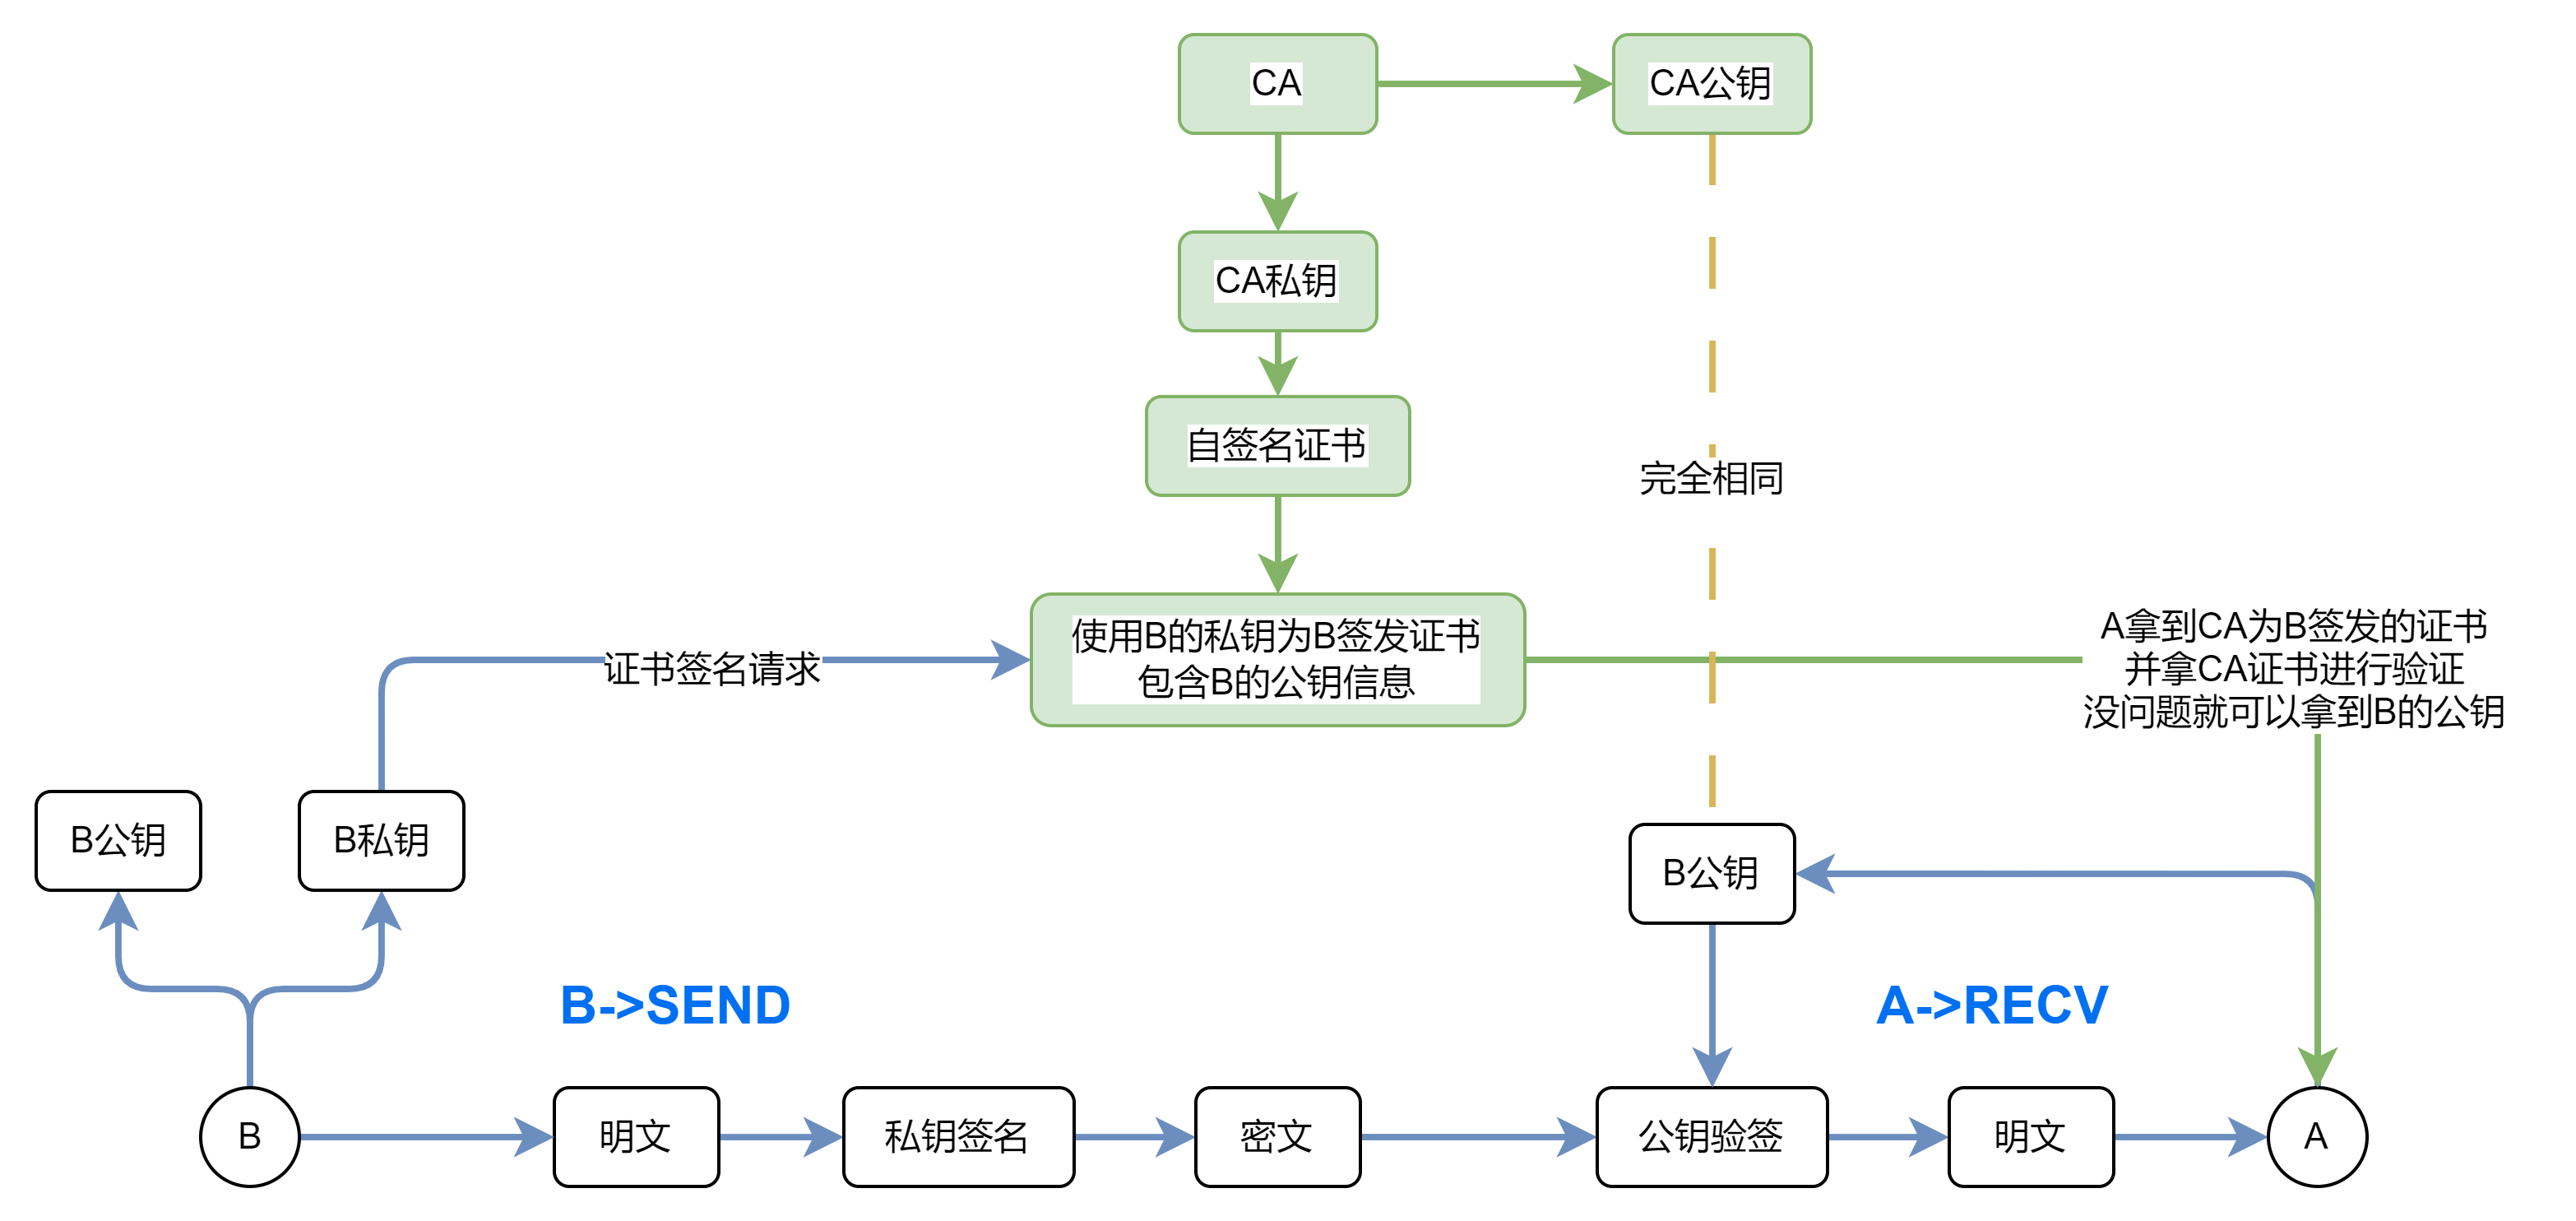 CA
CA公钥
CA私钥
自签名证书
完全相同
使用B的私钥为B签发证书
包含B的公钥信息
证书签名请求
A拿到CA为B签发的证书
并拿CA证书进行验证
没问题就可以拿到B的公钥
B公钥
B私钥
B公钥
B->SEND
A->RECV
B
明文
私钥签名
密文
公钥验签
明文
A